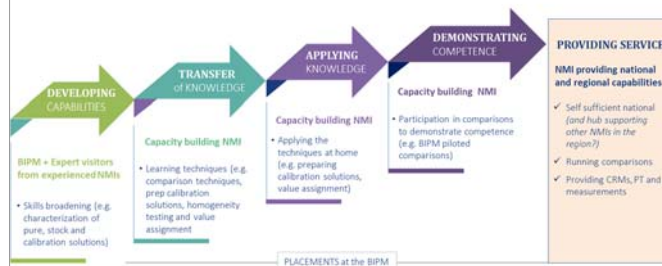 DEVELOPING
CAPABILITIES
BIPM + Expert visitors
from experienced NMIs
• Skills broadening (e.g.
characterization of
pure, stock and
calibration solutions)
TRANSFER
of KNOWLEDGE
Capacity building NMI
• Learning techniques (e.g.
comparison techniques,
prep calibration
solutions, homogeneity
testing and value
assignment
APPLYING
KNOWLEDGE
Capacity building NMI
• Applying the
techniques at home (e.g.
preparing
calibration solutions,
value assignment)
DEMONSTRATING
COMPETENCE
Capacity building NMI
• Participation in comparisons
to demonstrate competence
(e.g. BIPM piloted
comparisons)
PROVIDING SERVICE
NMI providing national
and regional capabilities
✓ Self sufficient national
(and hub supporting
other NMIs in the
region?)
✓ Running comparisons
✓ Providing CRMs, PT and
measurements
PLACEMENTS at the BIPM